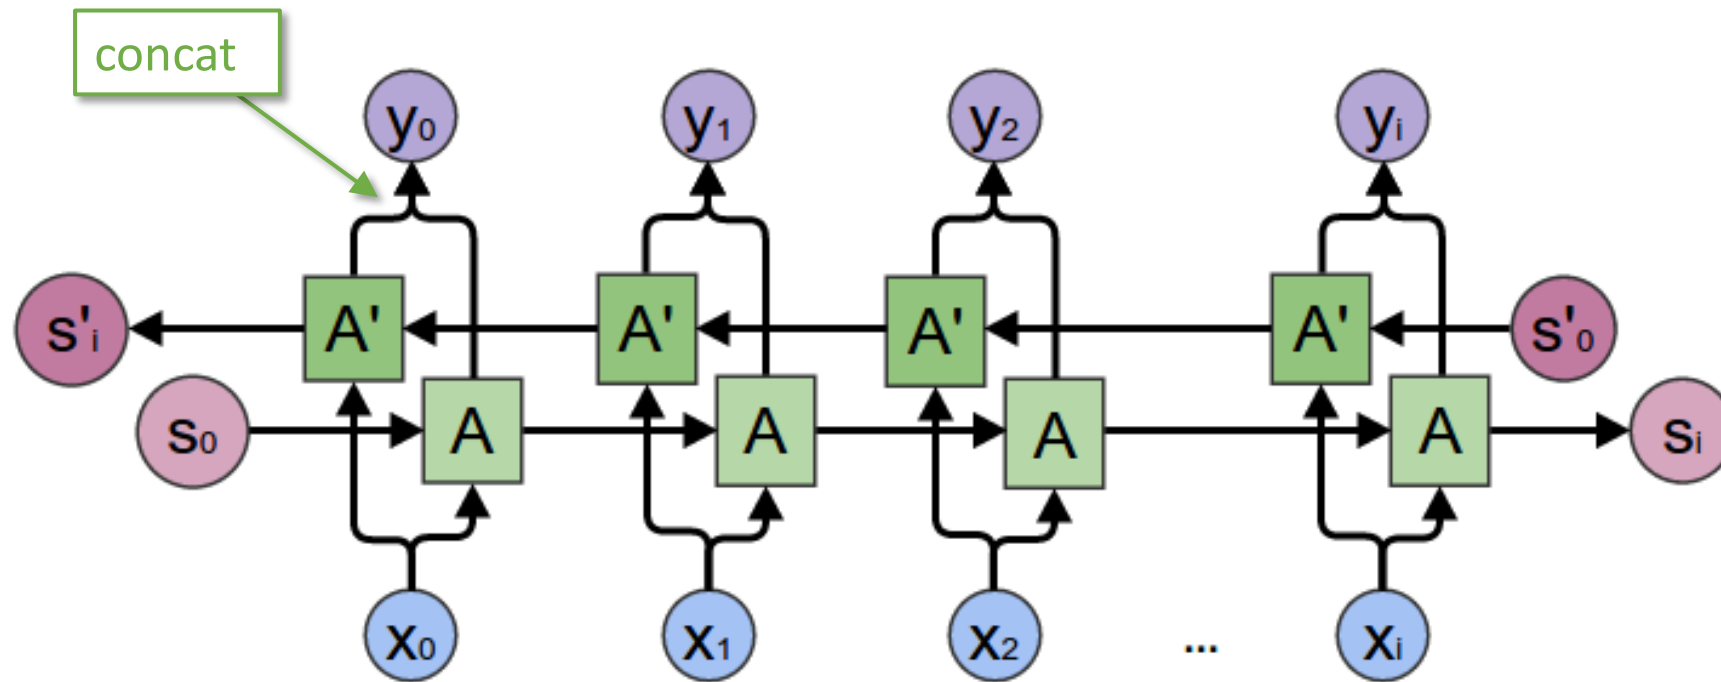 concat
y₀ y₁ y₂ yᵢ
A' A' A' A'
s'ᵢ s'₀
s₀ A A A A sᵢ
x₀ x₁ x₂ ... xᵢ